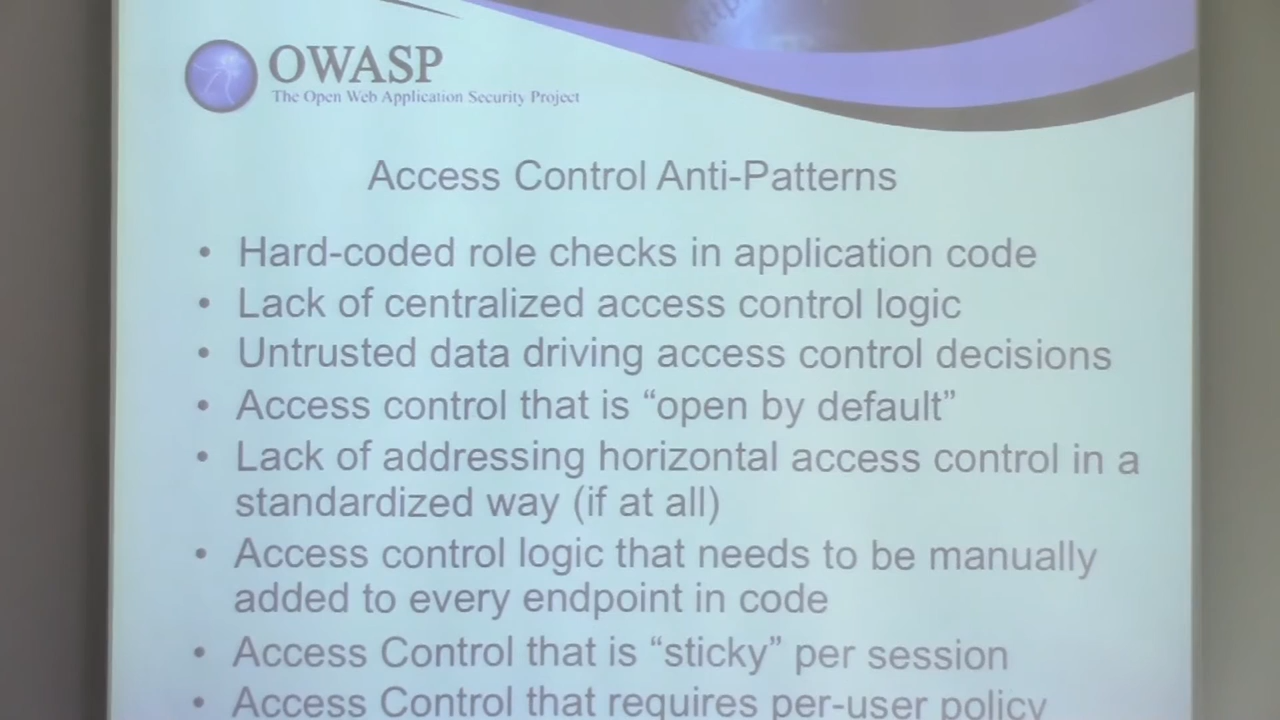 OWASP
The Open Web Application Security Project
Access Control Anti-Patterns
• Hard-coded role checks in application code
• Lack of centralized access control logic
• Untrusted data driving access control decisions
• Access control that is “open by default”
• Lack of addressing horizontal access control in a
standardized way (if at all)
• Access control logic that needs to be manually
added to every endpoint in code
• Access Control that is “sticky” per session
• Access Control that requires per-user policy